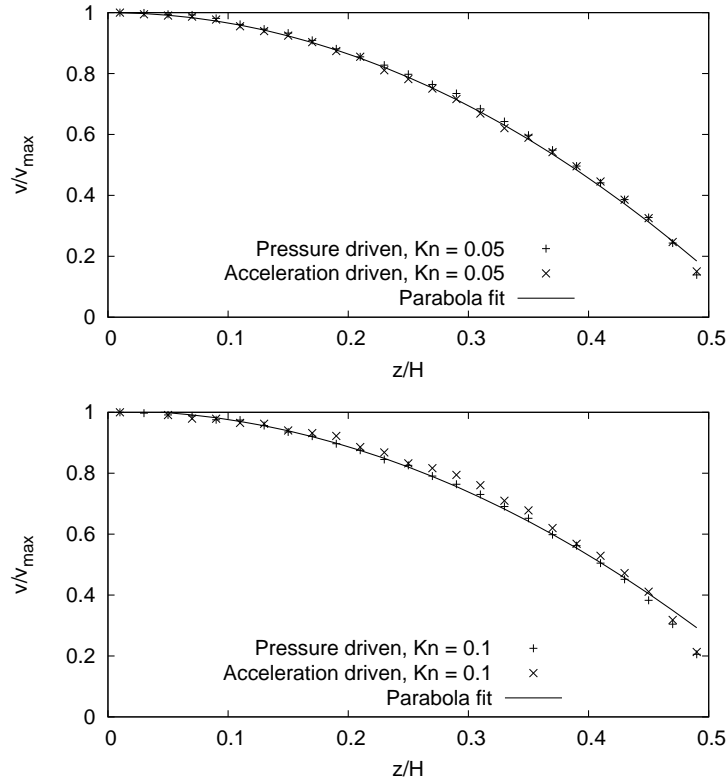 1
0.8
0.6
0.4
0.2
0
0
0.1
0.2
0.3
0.4
0.5
v/vmax
z/H
Pressure driven, Kn = 0.05
Acceleration driven, Kn = 0.05
Parabola fit
1
0.8
0.6
0.4
0.2
0
0
0.1
0.2
0.3
0.4
0.5
v/vmax
z/H
Pressure driven, Kn = 0.1
Acceleration driven, Kn = 0.1
Parabola fit